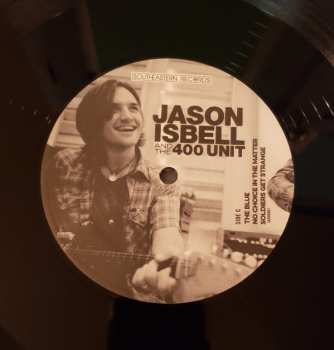 SOUTHEASTERN RECORDS
JASON
ISBELL
AND THE 400 UNIT
SIDE C
THE BLUE
NO CHOICE IN THE MATTER
SOLDIERS GET STRANGE